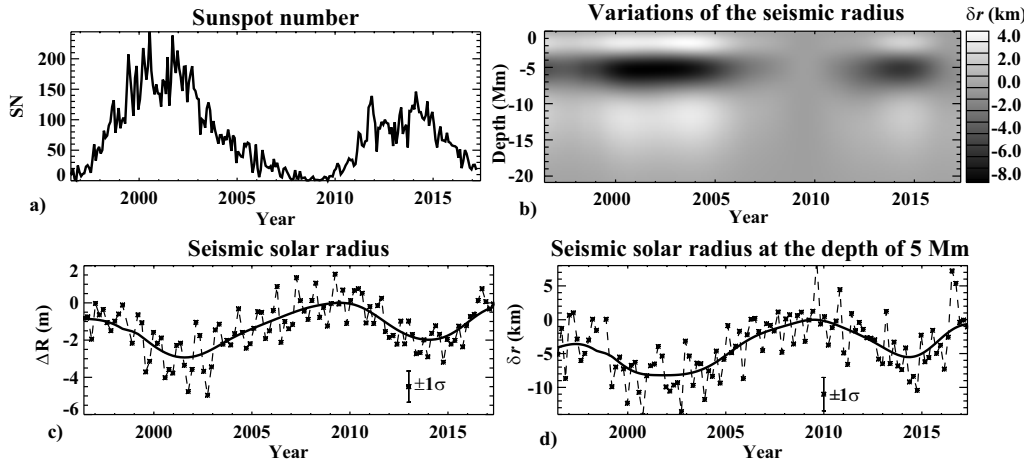 Sunspot number
200
150
100
50
0
SN
2000 2005 2010 2015
Year
a)
Variations of the seismic radius
δr (km)
0
-5
-10
-15
-20
Depth (Mm)
2000 2005 2010 2015
Year
b)
4.0
2.0
0.0
-2.0
-4.0
-6.0
-8.0
Seismic solar radius
2
0
-2
-4
-6
ΔR (m)
±1σ
2000 2005 2010 2015
Year
c)
Seismic solar radius at the depth of 5 Mm
5
0
-5
-10
δr (km)
±1σ
2000 2005 2010 2015
Year
d)